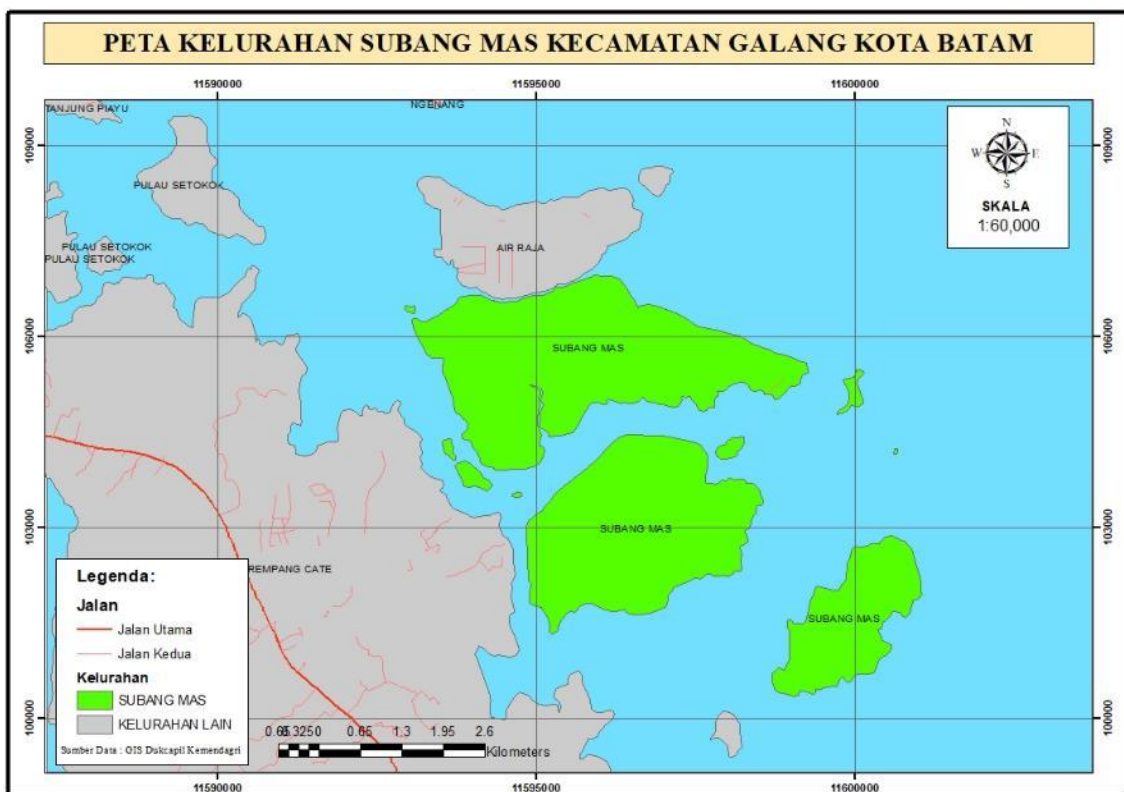 PETA KELURAHAN SUBANG MAS KECAMATAN GALANG KOTA BATAM
11590000 11595000 11600000
TANJUNG PIAYU
NGENANG
109000 109000
N
W E
S
SKALA
1:60,000
PULAU SETOKOK
PULAU SETOKOK
PULAU SETOKOK
AIR RAJA
106000 106000
SUBANG MAS
103000 103000
SUBANG MAS
REMPANG CATE
SUBANG MAS
Legenda:
Jalan
Jalan Utama
Jalan Kedua
Kelurahan
SUBANG MAS
KELURAHAN LAIN
Sumber Data : GIS Dukcapil Kemendagri
100000 100000
0.65 0.65 1.3 1.95 2.6
Kilometers
11590000 11595000 11600000